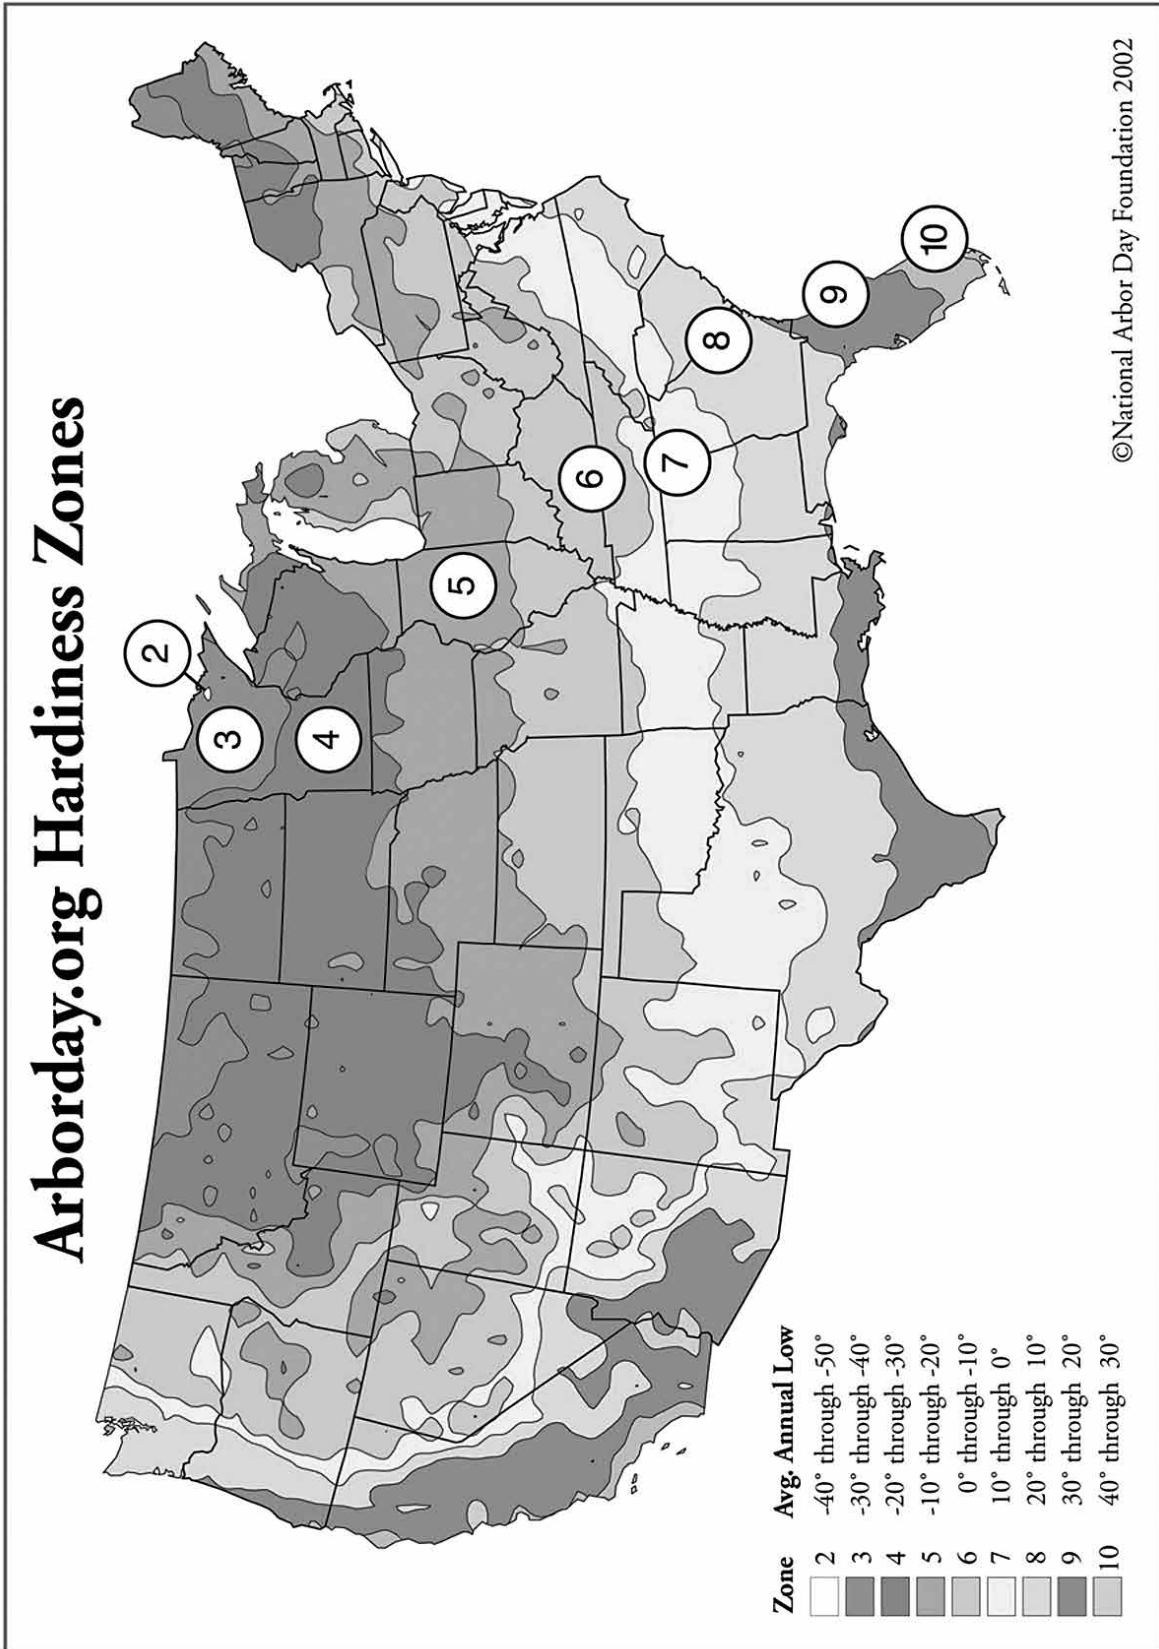 Arborday.org Hardiness Zones
2
3
4
5
6
7
8
9
10
Zone Avg. Annual Low
2 -40° through -50°
3 -30° through -40°
4 -20° through -30°
5 -10° through -20°
6 0° through -10°
7 10° through 0°
8 20° through 10°
9 30° through 20°
10 40° through 30°
©National Arbor Day Foundation 2002